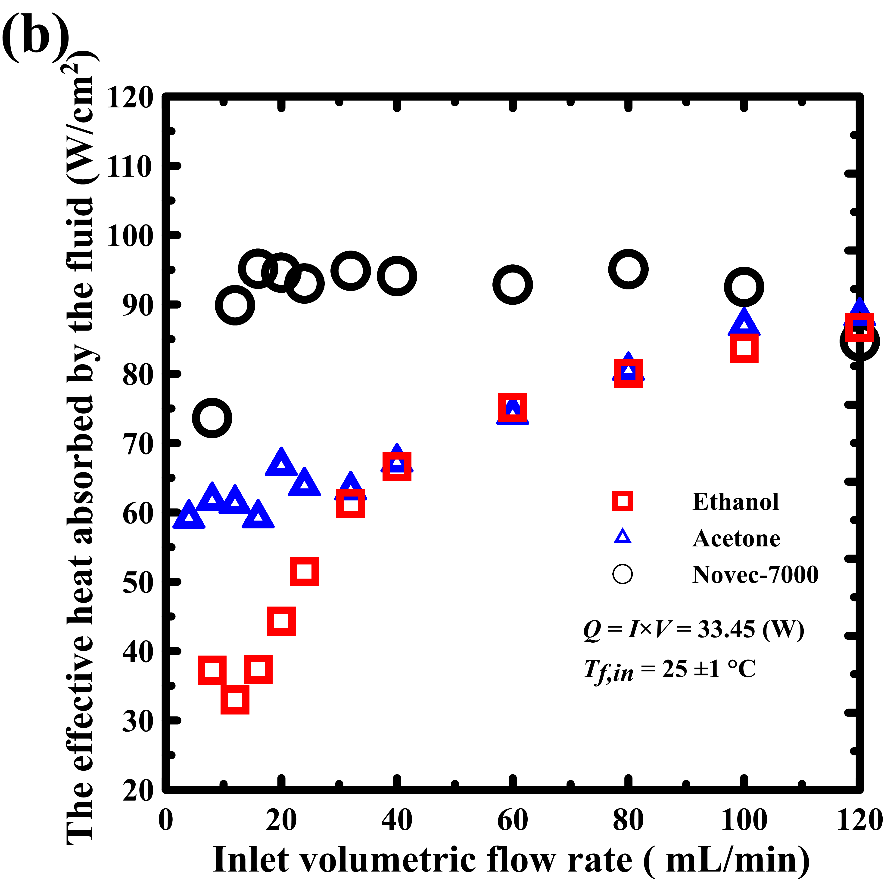 (b)
The effective heat absorbed by the fluid (W/cm²)
120
110
100
90
80
70
60
50
40
30
20
0 20 40 60 80 100 120
Inlet volumetric flow rate ( mL/min)
Ethanol
Acetone
Novec-7000
Q = I×V = 33.45 (W)
Tf,in = 25 ±1 °C